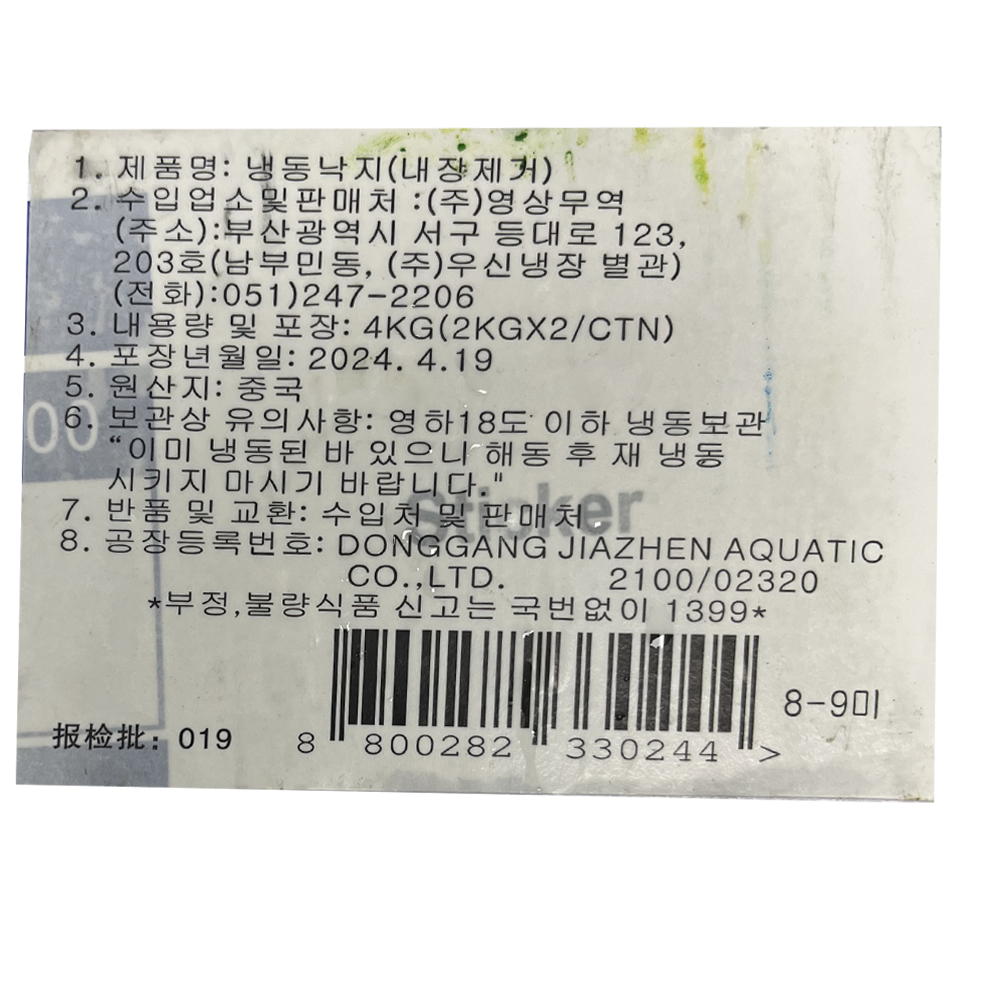 1. 제품명: 냉동낙지(내장제거)
2. 수입업소및판매처 :(주)영상무역
(주소):부산광역시 서구 등대로 123,
203호(남부민동, (주)우신냉장 별관)
(전화):051)247-2206
3. 내용량 및 포장: 4KG(2KGX2/CTN)
4. 포장년월일: 2024. 4.19
5. 원산지: 중국
6. 보관상 유의사항: 영하18도 이하 냉동보관
00
“이미 냉동된 바 있으니 해동 후 재 냉동
시키지 마시기 바랍니다."
Sticker
7. 반품 및 교환: 수입처 및 판매처
8. 공장등록번호: DONGGANG JIAZHEN AQUATIC
CO.,LTD. 2100/02320
*부정,불량식품 신고는 국번없이 1399*
8-9미
报检批: 019
8 800282 330244 >